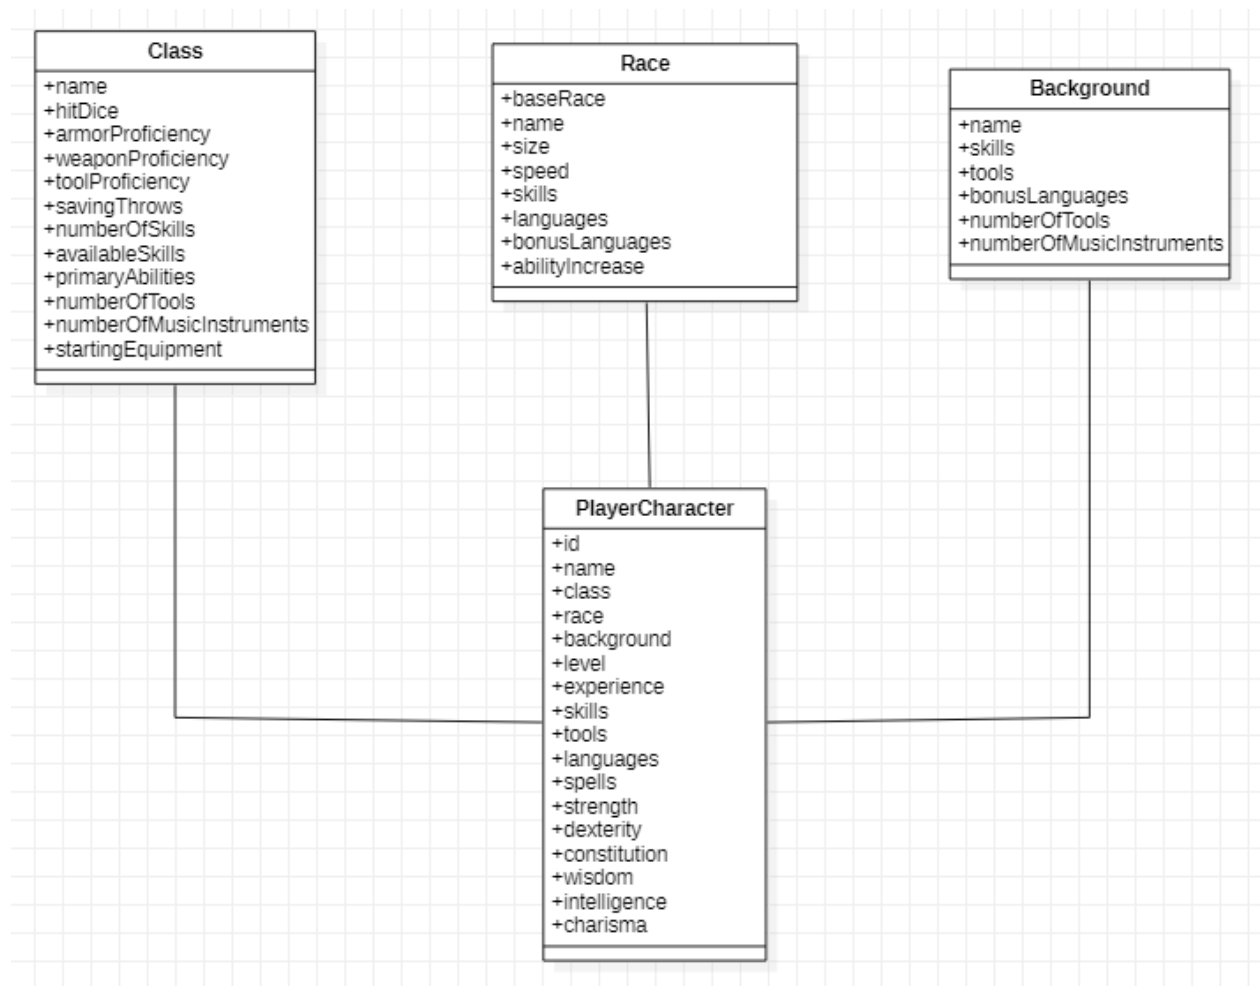 Class
+name
+hitDice
+armorProficiency
+weaponProficiency
+toolProficiency
+savingThrows
+numberOfSkills
+availableSkills
+primaryAbilities
+numberOfTools
+numberOfMusicInstruments
+startingEquipment
Race
+baseRace
+name
+size
+speed
+skills
+languages
+bonusLanguages
+abilityIncrease
Background
+name
+skills
+tools
+bonusLanguages
+numberOfTools
+numberOfMusicInstruments
PlayerCharacter
+id
+name
+class
+race
+background
+level
+experience
+skills
+tools
+languages
+spells
+strength
+dexterity
+constitution
+wisdom
+intelligence
+charisma